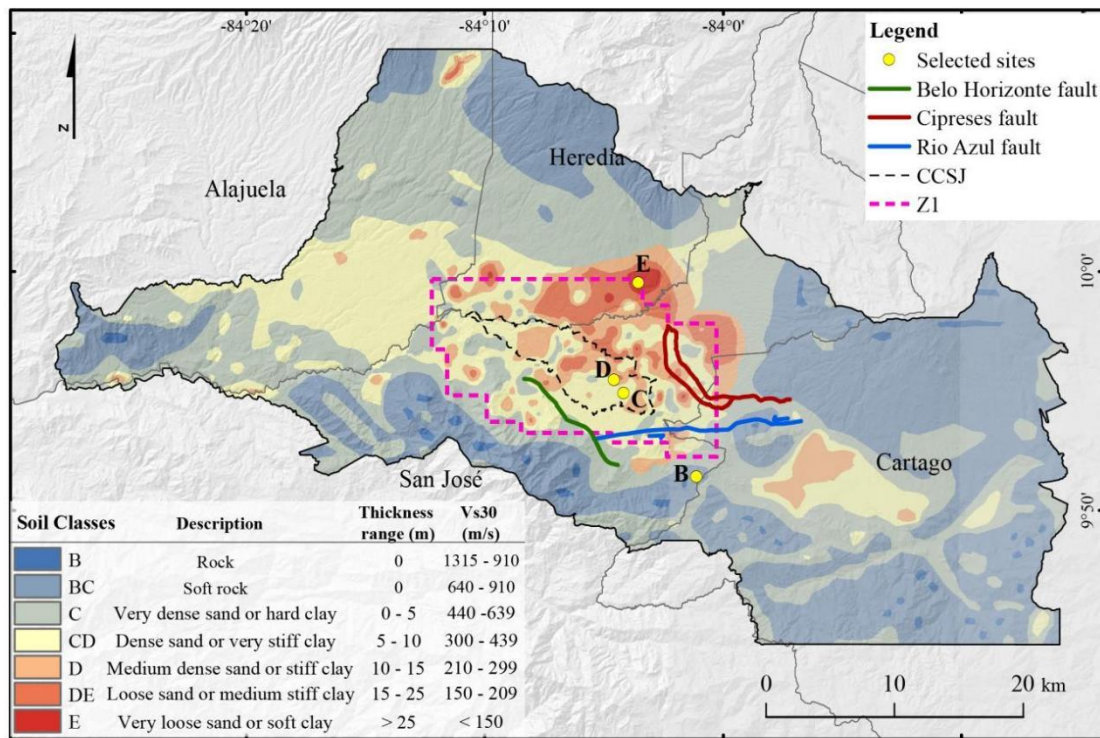 -84°20'
-84°10'
-84°0'
Legend
Selected sites
Belo Horizonte fault
Cipreses fault
Rio Azul fault
CCSJ
Z1
Z
Heredia
Alajuela
E
10°0'
D
C
Cartago
B
San José
9°50'
Soil Classes Description Thickness range (m) Vs30 (m/s)
B Rock 0 1315 - 910
BC Soft rock 0 640 - 910
C Very dense sand or hard clay 0 - 5 440 -639
CD Dense sand or very stiff clay 5 - 10 300 - 439
D Medium dense sand or stiff clay 10 - 15 210 - 299
DE Loose sand or medium stiff clay 15 - 25 150 - 209
E Very loose sand or soft clay > 25 < 150
0 10 20 km